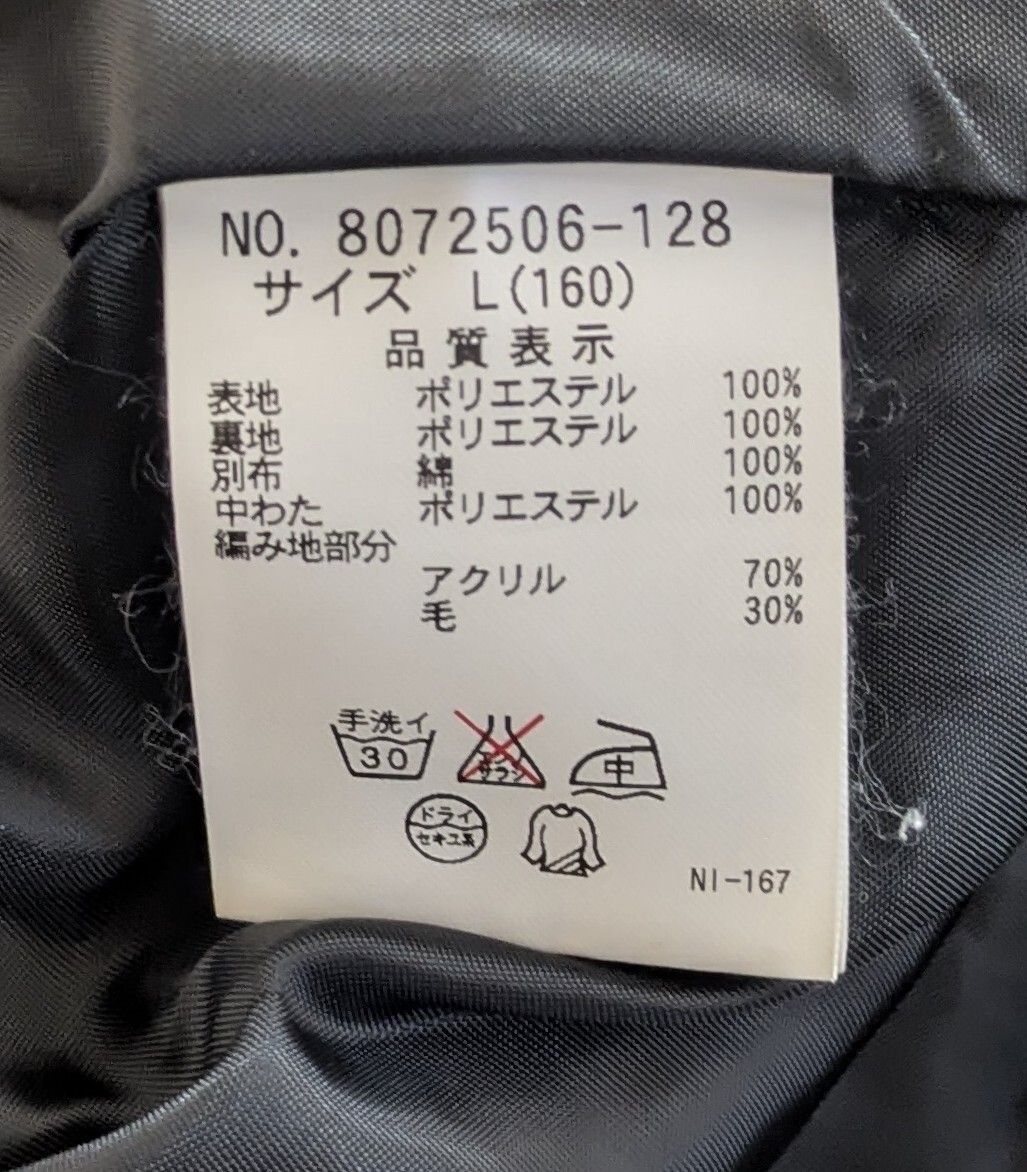 NO. 8072506-128
サイズ L(160)
品質表示
表地 ポリエステル 100%
裏地 ポリエステル 100%
別布 綿 100%
中わた ポリエステル 100%
編み地部分
アクリル 70%
毛 30%
手洗イ
30
エンソ
サラシ
中
ドライ
セキユ系
NI-167